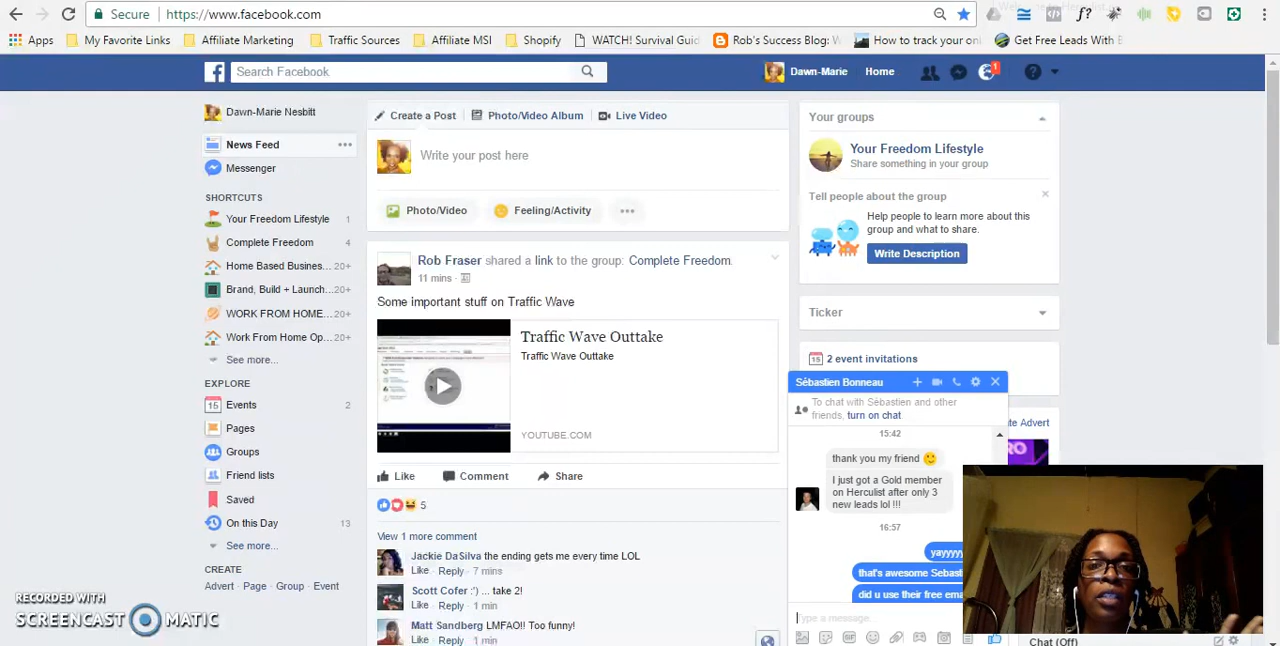 Secure | https://www.facebook.com
Apps My Favorite Links Affiliate Marketing Traffic Sources Affiliate MSI Shopify WATCH! Survival Guid Rob's Success Blog: W How to track your onl Get Free Leads With E
Search Facebook
Dawn-Marie Home 1
Dawn-Marie Nesbitt
News Feed
Messenger
SHORTCUTS
Your Freedom Lifestyle 1
Complete Freedom 4
Home Based Busines... 20+
Brand, Build + Launch... 20+
WORK FROM HOME... 20+
Work From Home Op... 20+
See more...
EXPLORE
15 Events 2
Pages
Groups
Friend lists
Saved
On this Day 13
See more...
CREATE
Advert · Page · Group · Event
RECORDED WITH
SCREENCAST MATIC
Create a Post Photo/Video Album Live Video
Write your post here
Photo/Video Feeling/Activity
Rob Fraser shared a link to the group: Complete Freedom.
11 mins ·
Some important stuff on Traffic Wave
Traffic Wave Outtake
Traffic Wave Outtake
YOUTUBE.COM
Like Comment Share
5
View 1 more comment
Jackie DaSilva the ending gets me every time LOL
Like · Reply · 7 mins
Scott Cofer :') ... take 2!
Like · Reply · 1 min
Matt Sandberg LMFAO!! Too funny!
Like · Reply · 1 min
Your groups
Your Freedom Lifestyle
Share something in your group
Tell people about the group
Help people to learn more about this
group and what to share.
Write Description
Ticker
15 2 event invitations
te Advert
Sébastien Bonneau
To chat with Sébastien and other
friends, turn on chat.
15:42
thank you my friend
I just got a Gold member
on Herculist after only 3
new leads lol !!!
16:57
yayyyy
that's awesome Sebasti
did u use their free ema
Type a message...
Chat (Off)